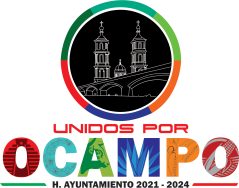 UNIDOS POR
OCAMPO
H. AYUNTAMIENTO 2021 - 2024